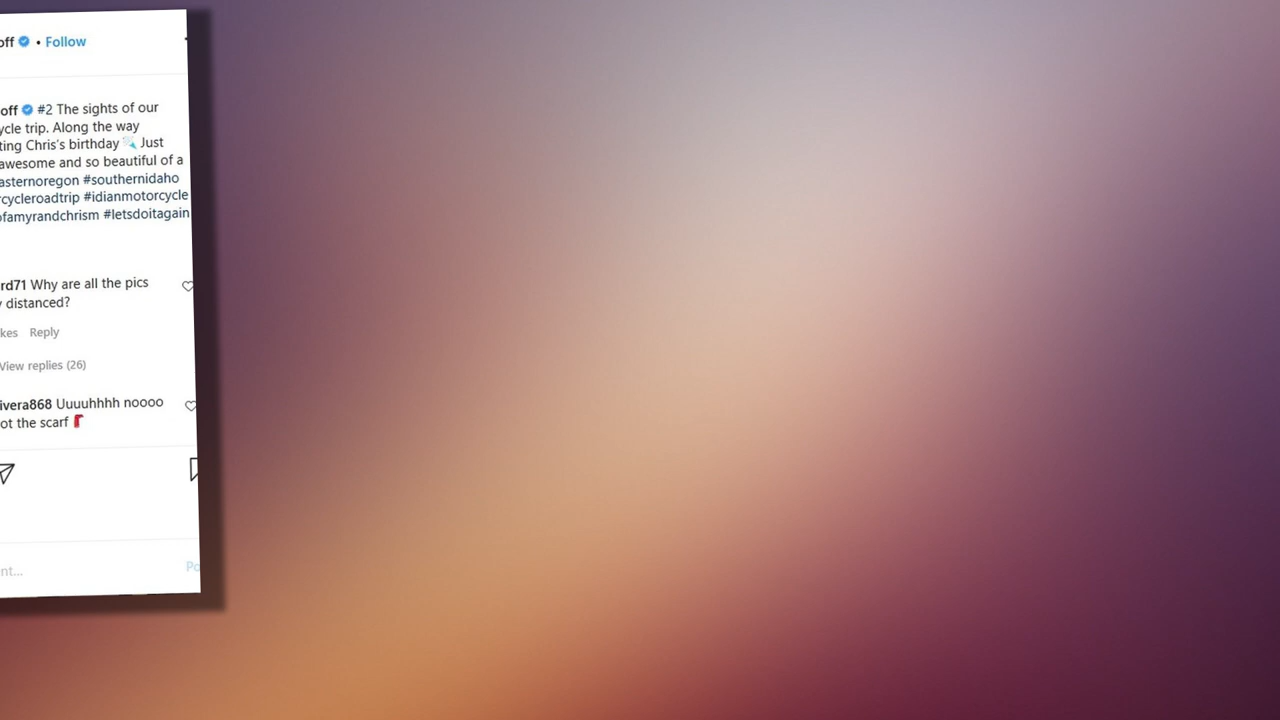 off • Follow
off #2 The sights of our
ycle trip. Along the way
ting Chris's birthday Just
awesome and so beautiful of a
asternoregon #southernidaho
rcycleroadtrip #idianmotorcycle
ofamyrandchrism #letsdoitagain
rd71 Why are all the pics
y distanced?
kes Reply
View replies (26)
ivera868 Uuuuhhhh noooo
ot the scarf
nt... Po